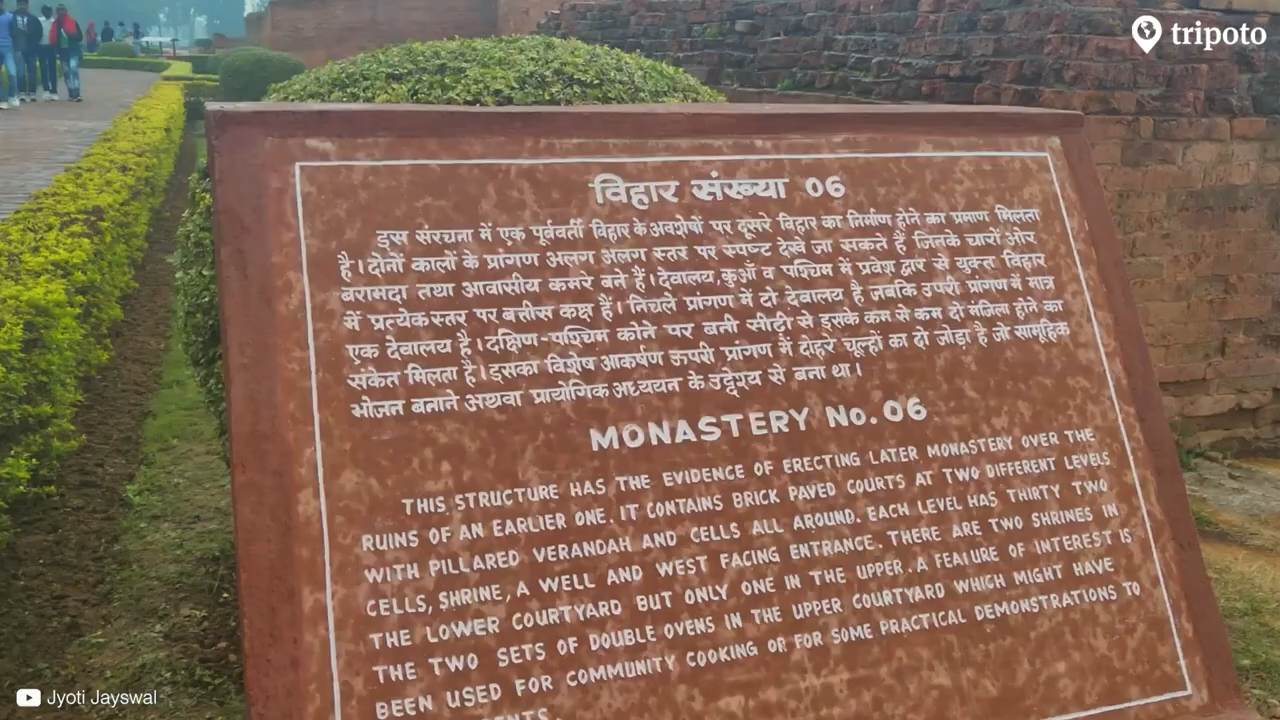 tripoto
विहार संख्या 06
इस संरचना में एक पूर्ववर्ती विहार के अवशेषों पर दूसरे विहार का निर्माण होने का प्रमाण मिलता
है। दोनों कालों के प्रांगण अलग अलग स्तर पर स्पष्ट देखे जा सकते हैं जिनके चारों ओर
बरामदा तथा आवासीय कमरे बने हैं। देवालय, कुआँ व पश्चिम में प्रवेश द्वार से युक्त विहार
में प्रत्येक स्तर पर बत्तीस कक्ष हैं। निचले प्रांगण में दो देवालय है जबकि उपरी प्रांगण में मात्र
एक देवालय है। दक्षिण-पश्चिम कोने पर बनी सीढ़ी से इसके कम से कम दो मंजिला होने का
संकेत मिलता है। इसका विशेष आकर्षण ऊपरी प्रांगण में दोहरे चूल्हों का दो जोड़ा है जो सामूहिक
भोजन बनाने अथवा प्रायोगिक अध्ययन के उद्देश्य से बना था।
MONASTERY No. 06
THIS STRUCTURE HAS THE EVIDENCE OF ERECTING LATER MONASTERY OVER THE
RUINS OF AN EARLIER ONE. IT CONTAINS BRICK PAVED COURTS AT TWO DIFFERENT LEVELS
WITH PILLARED VERANDAH AND CELLS ALL AROUND. EACH LEVEL HAS THIRTY TWO
CELLS, SHRINE, A WELL AND WEST FACING ENTRANCE. THERE ARE TWO SHRINES IN
THE LOWER COURTYARD BUT ONLY ONE IN THE UPPER. A FEATURE OF INTEREST IS
THE TWO SETS OF DOUBLE OVENS IN THE UPPER COURTYARD WHICH MIGHT HAVE
BEEN USED FOR COMMUNITY COOKING OR FOR SOME PRACTICAL DEMONSTRATIONS TO
Jyoti Jayswal